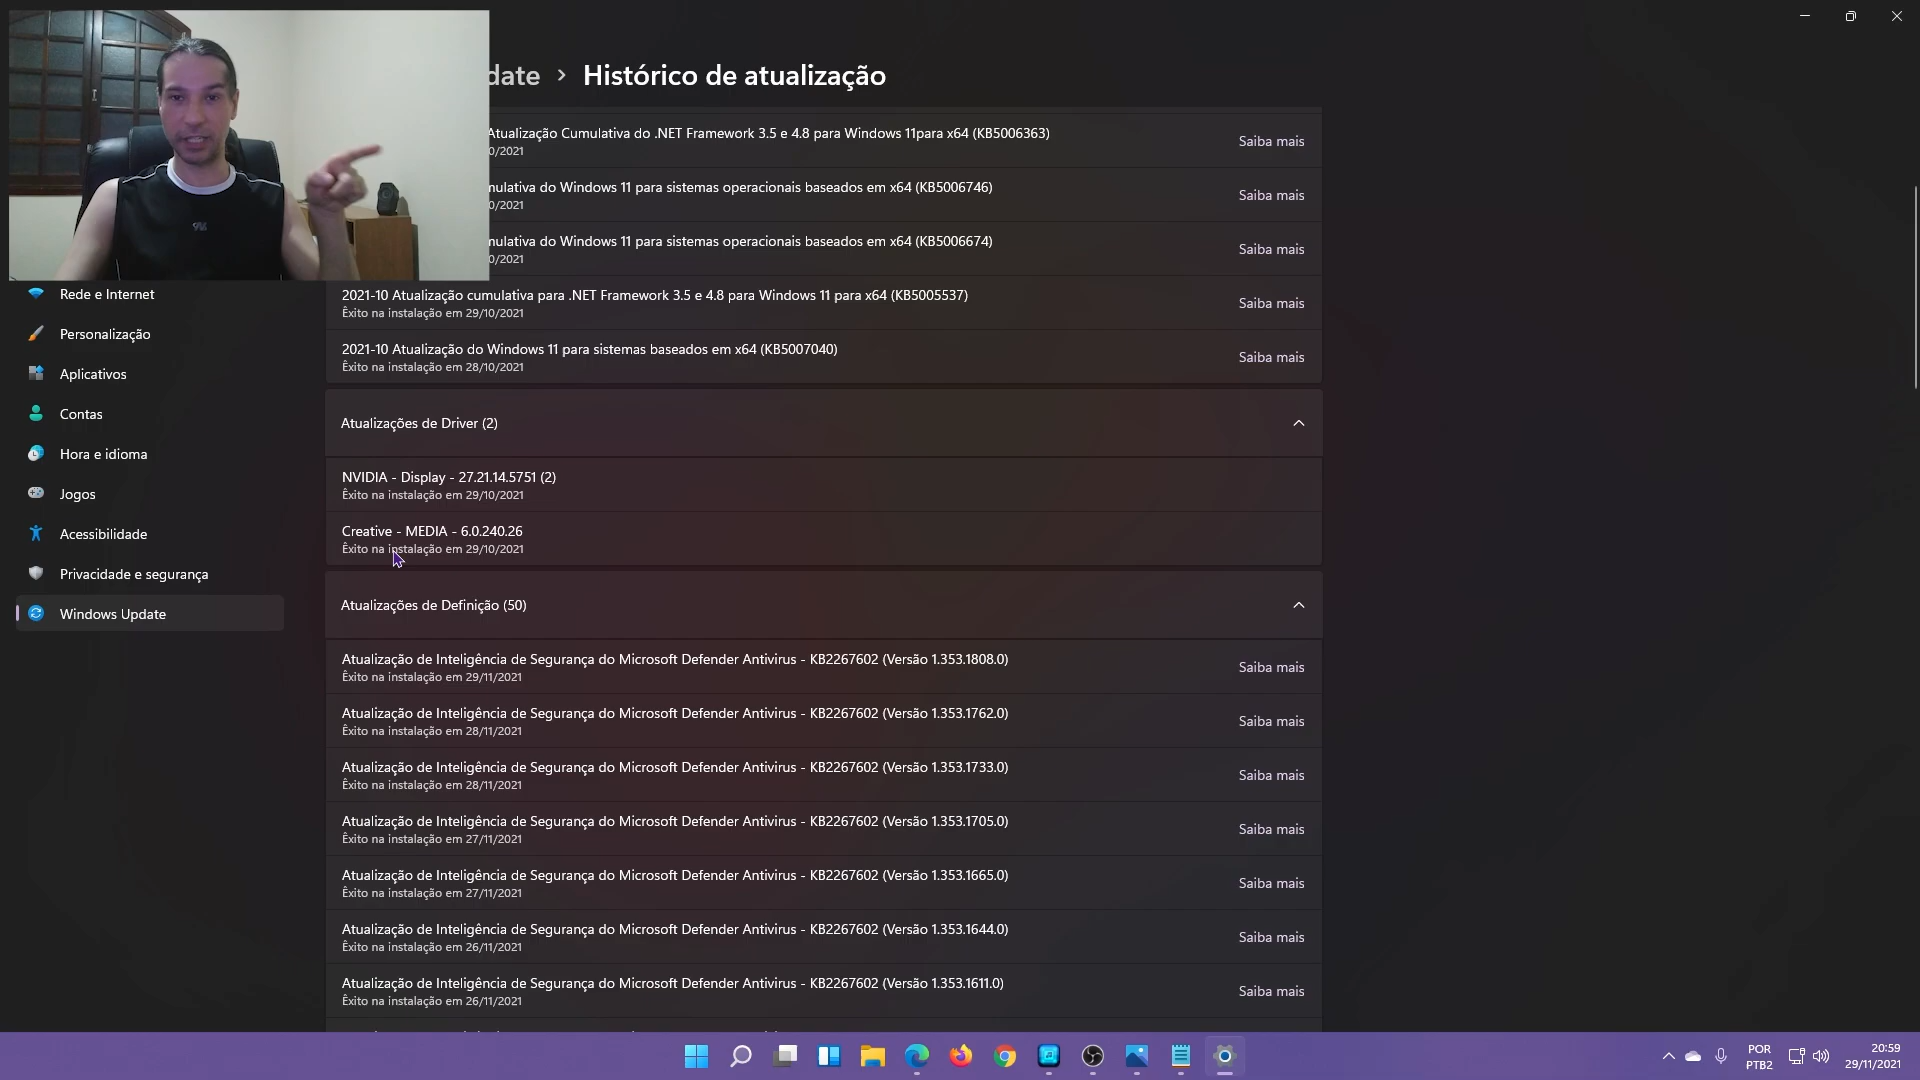 date > Histórico de atualização
Atualização Cumulativa do .NET Framework 3.5 e 4.8 para Windows 11para x64 (KB5006363)
0/2021
Saiba mais
mulativa do Windows 11 para sistemas operacionais baseados em x64 (KB5006746)
0/2021
Saiba mais
mulativa do Windows 11 para sistemas operacionais baseados em x64 (KB5006674)
0/2021
Saiba mais
2021-10 Atualização cumulativa para .NET Framework 3.5 e 4.8 para Windows 11 para x64 (KB5005537)
Êxito na instalação em 29/10/2021
Saiba mais
2021-10 Atualização do Windows 11 para sistemas baseados em x64 (KB5007040)
Êxito na instalação em 28/10/2021
Saiba mais
Rede e Internet
Personalização
Aplicativos
Contas
Hora e idioma
Jogos
Acessibilidade
Privacidade e segurança
Windows Update
Atualizações de Driver (2)
NVIDIA - Display - 27.21.14.5751 (2)
Êxito na instalação em 29/10/2021
Creative - MEDIA - 6.0.240.26
Êxito na instalação em 29/10/2021
Atualizações de Definição (50)
Atualização de Inteligência de Segurança do Microsoft Defender Antivirus - KB2267602 (Versão 1.353.1808.0)
Êxito na instalação em 29/11/2021
Saiba mais
Atualização de Inteligência de Segurança do Microsoft Defender Antivirus - KB2267602 (Versão 1.353.1762.0)
Êxito na instalação em 28/11/2021
Saiba mais
Atualização de Inteligência de Segurança do Microsoft Defender Antivirus - KB2267602 (Versão 1.353.1733.0)
Êxito na instalação em 28/11/2021
Saiba mais
Atualização de Inteligência de Segurança do Microsoft Defender Antivirus - KB2267602 (Versão 1.353.1705.0)
Êxito na instalação em 27/11/2021
Saiba mais
Atualização de Inteligência de Segurança do Microsoft Defender Antivirus - KB2267602 (Versão 1.353.1665.0)
Êxito na instalação em 27/11/2021
Saiba mais
Atualização de Inteligência de Segurança do Microsoft Defender Antivirus - KB2267602 (Versão 1.353.1644.0)
Êxito na instalação em 26/11/2021
Saiba mais
Atualização de Inteligência de Segurança do Microsoft Defender Antivirus - KB2267602 (Versão 1.353.1611.0)
Êxito na instalação em 26/11/2021
Saiba mais
POR
PTB2
20:59
29/11/2021